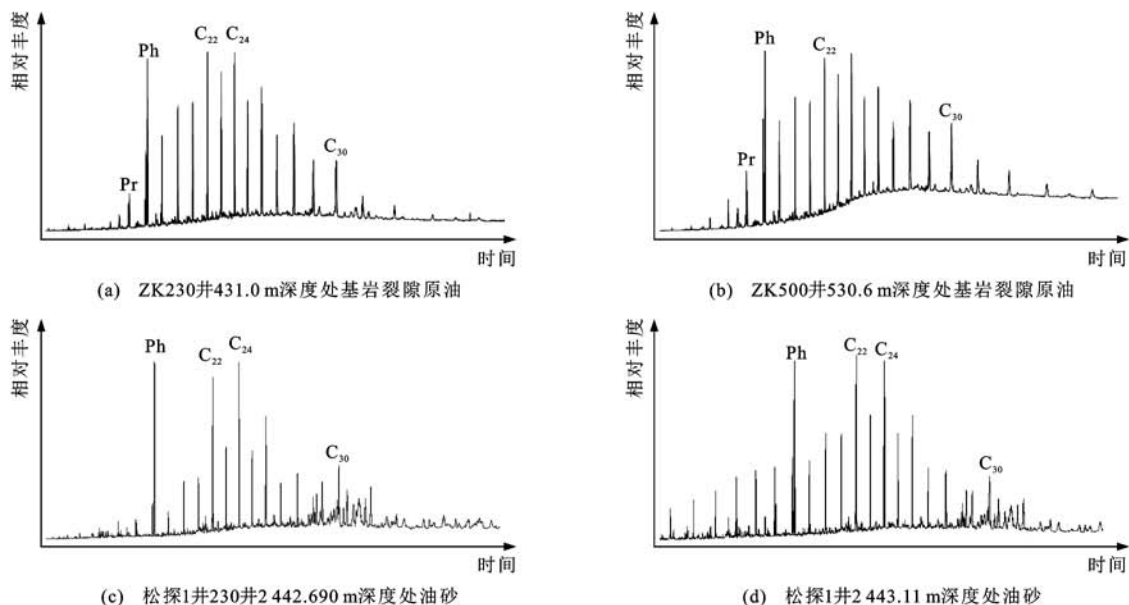 相对丰度
Ph
C₂₂
C₂₄
Pr
C₃₀
时间
(a) ZK230井431.0 m深度处基岩裂隙原油
相对丰度
Ph
C₂₂
Pr
C₃₀
时间
(b) ZK500井530.6 m深度处基岩裂隙原油
相对丰度
Ph
C₂₂
C₂₄
C₃₀
时间
(c) 松探1井230井2 442.690 m深度处油砂
相对丰度
Ph
C₂₂
C₂₄
C₃₀
时间
(d) 松探1井2 443.11 m深度处油砂